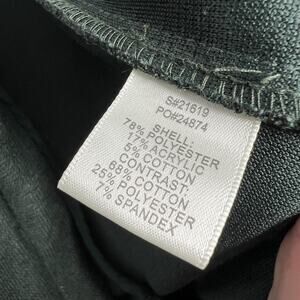 S#21619
PO#24874
SHELL:
78% POLYESTER
17% ACRYLIC
5% COTTON
CONTRAST:
68% COTTON
25% POLYESTER
7% SPANDEX